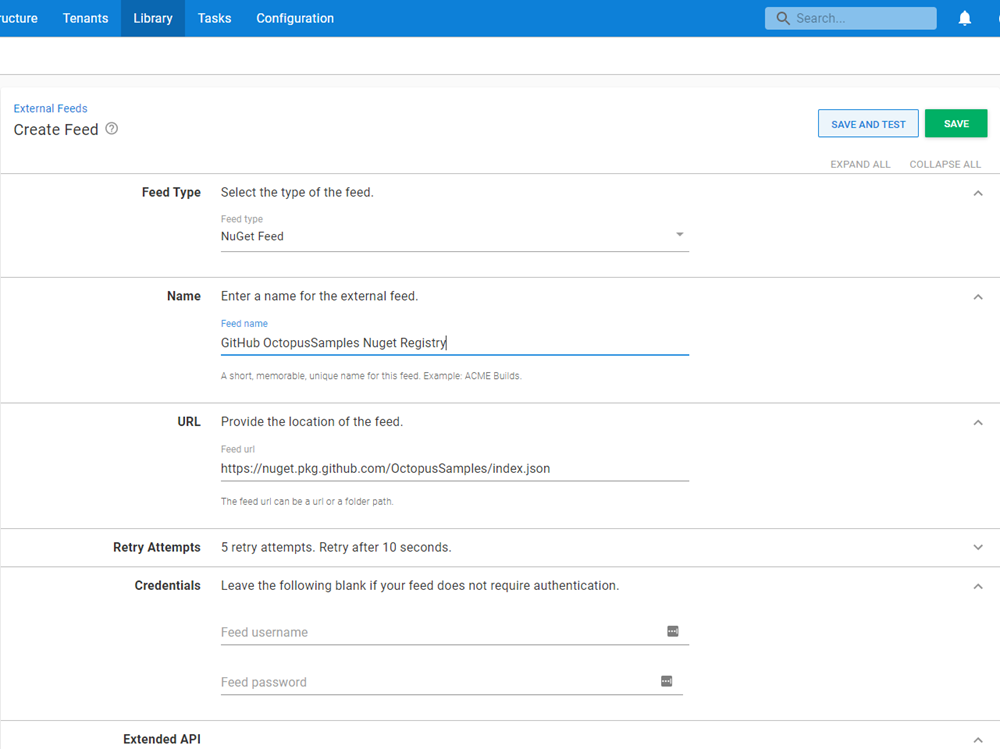 ructure Tenants Library Tasks Configuration Search...
External Feeds
Create Feed
SAVE AND TEST SAVE
EXPAND ALL COLLAPSE ALL
Feed Type Select the type of the feed.
Feed type
NuGet Feed
Name Enter a name for the external feed.
Feed name
GitHub OctopusSamples Nuget Registry
A short, memorable, unique name for this feed. Example: ACME Builds.
URL Provide the location of the feed.
Feed url
https://nuget.pkg.github.com/OctopusSamples/index.json
The feed url can be a url or a folder path.
Retry Attempts 5 retry attempts. Retry after 10 seconds.
Credentials Leave the following blank if your feed does not require authentication.
Feed username
Feed password
Extended API